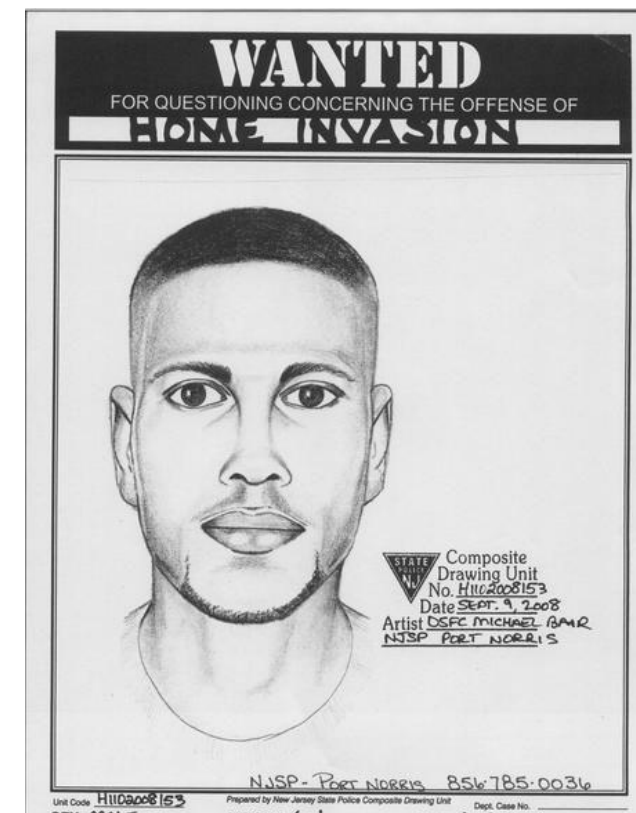 WANTED
FOR QUESTIONING CONCERNING THE OFFENSE OF
HOME INVASION
STATE
POLICE
NJ
Composite
Drawing Unit
No. H1102008153
Date SEPT. 9, 2008
Artist DSFC MICHAEL
NJSP PORT NORRIS
NJSP- PORT NORRIS 856-785-0036
Unit Code H1102008153 Prepared by New Jersey State Police Composite Drawing Unit Dept. Case No.